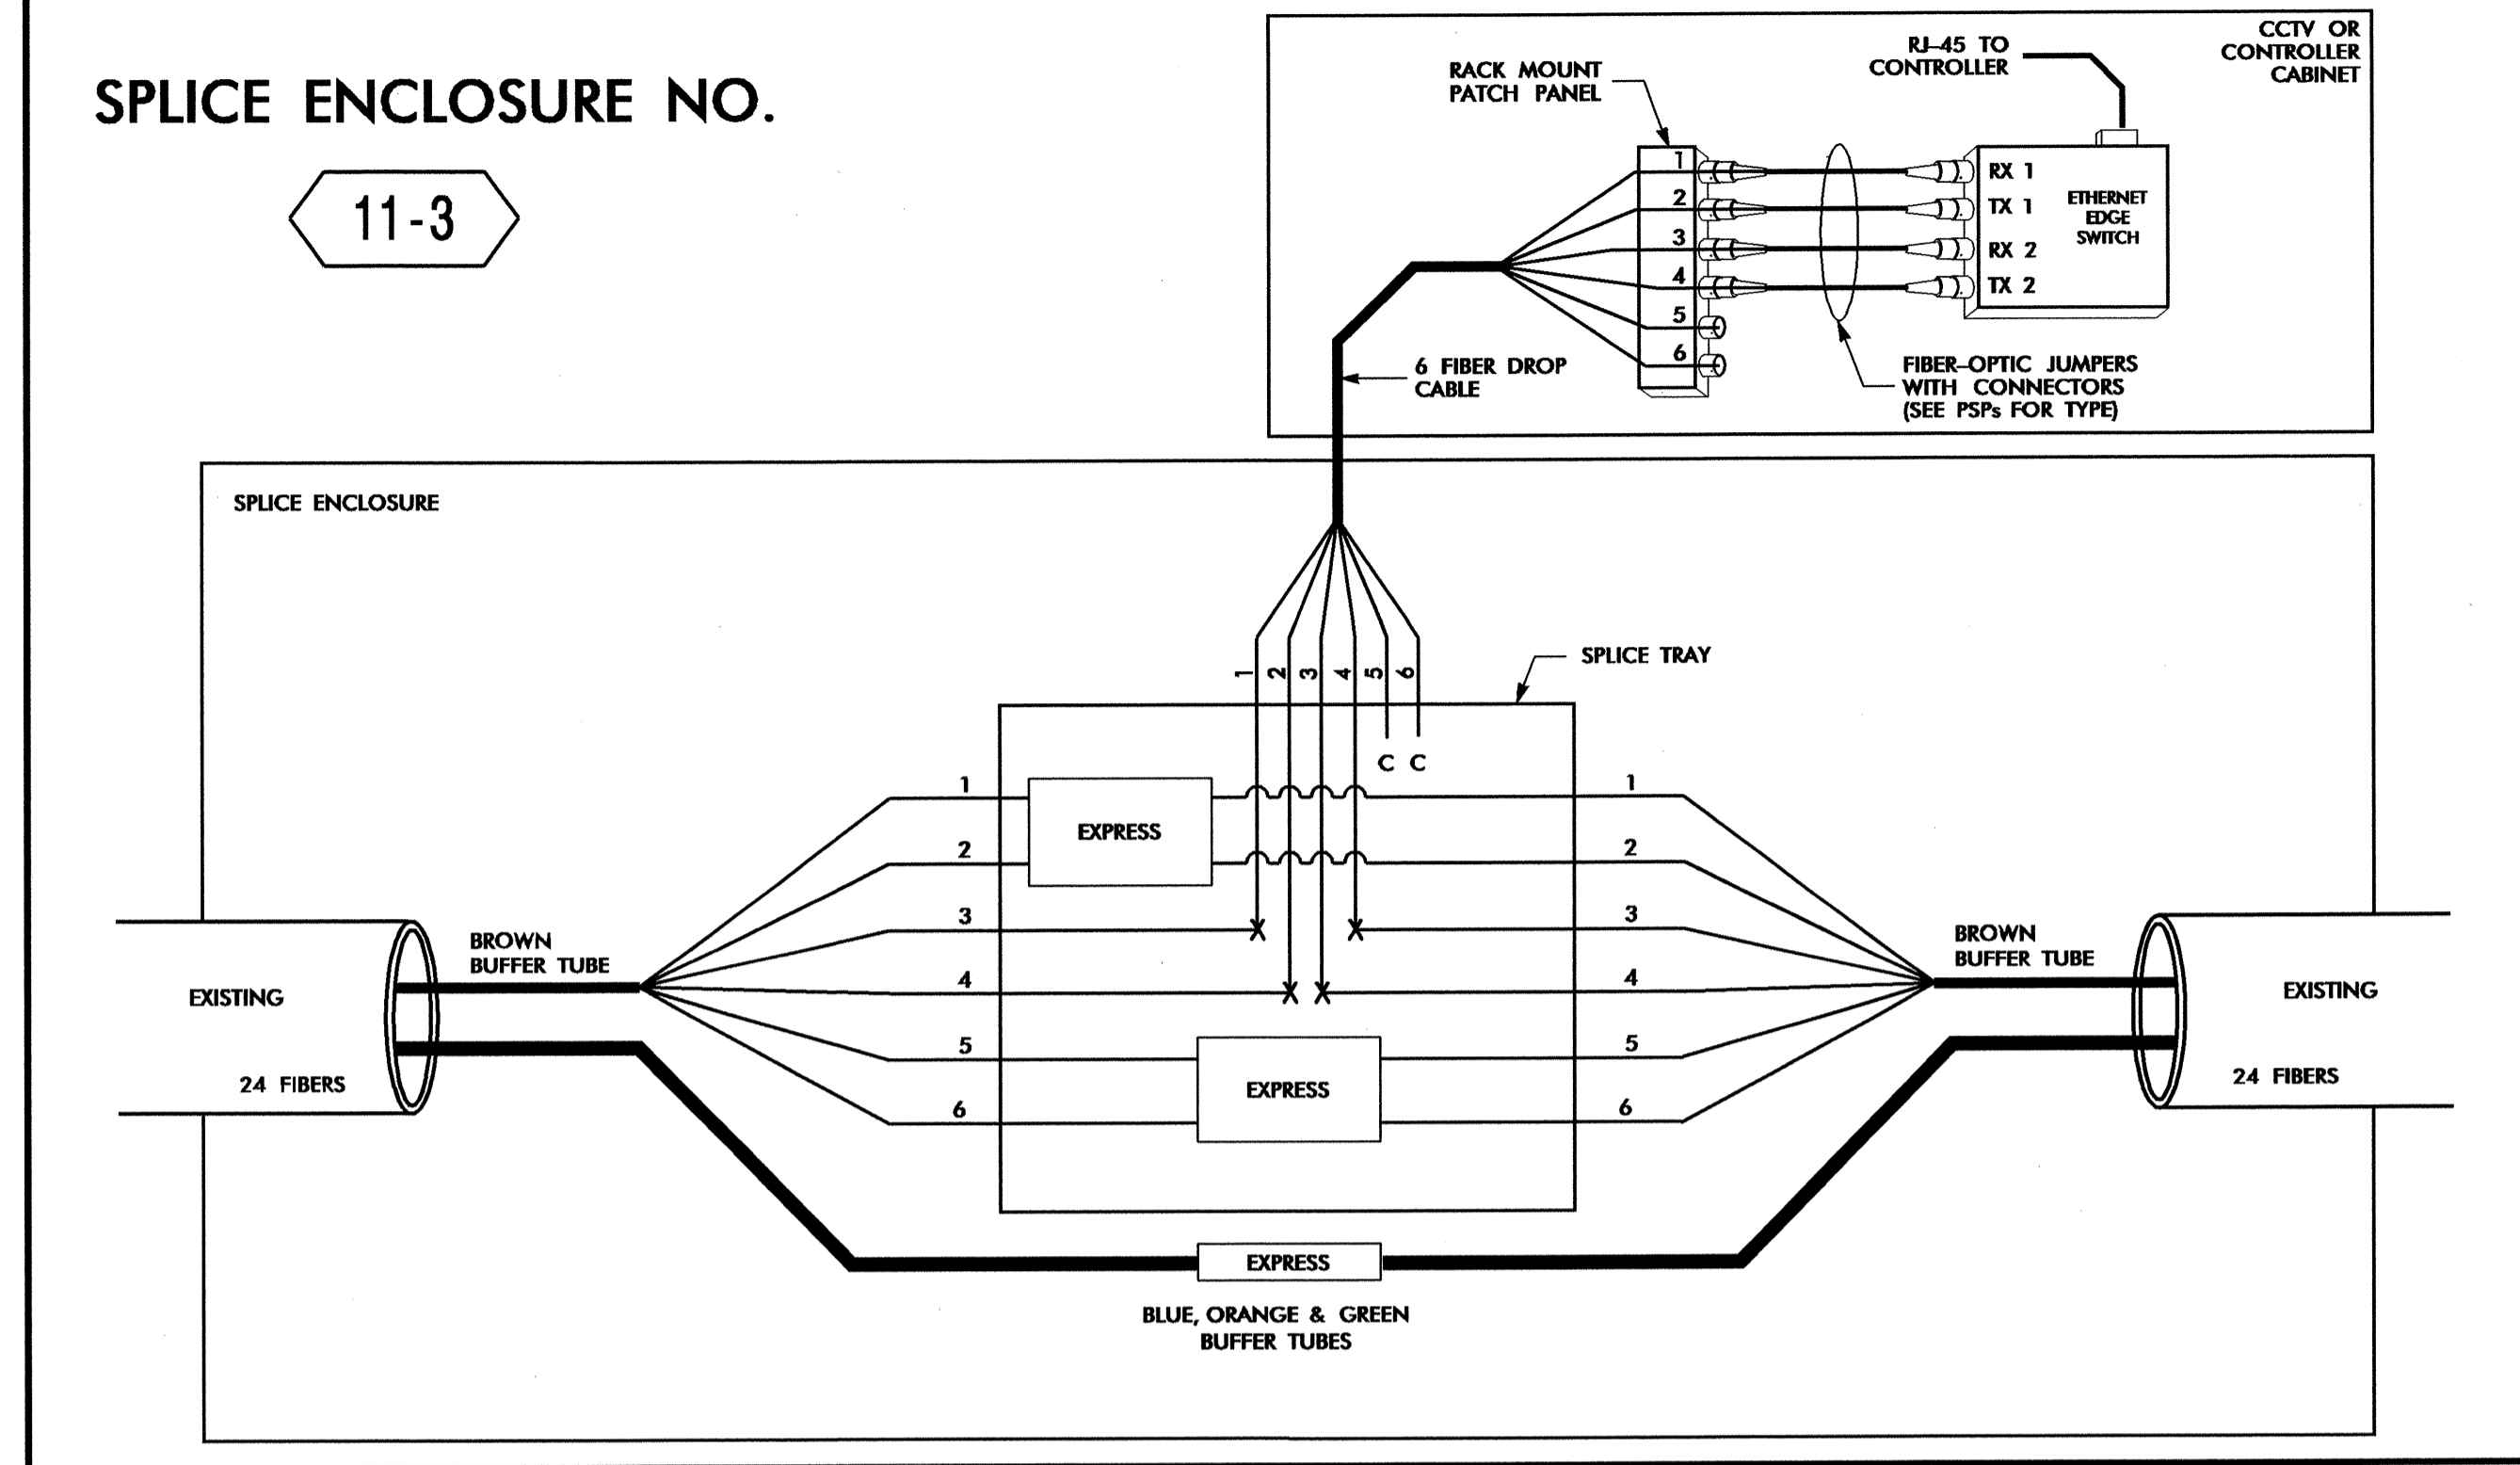 SPLICE ENCLOSURE NO.
11-3
CCTV OR
CONTROLLER
CABINET
RJ-45 TO
CONTROLLER
RACK MOUNT
PATCH PANEL
1
2
3
4
5
6
RX 1
TX 1
RX 2
TX 2
ETHERNET
EDGE
SWITCH
6 FIBER DROP
CABLE
FIBER-OPTIC JUMPERS
WITH CONNECTORS
(SEE PSPs FOR TYPE)
SPLICE ENCLOSURE
1 2 3 4 5 6
SPLICE TRAY
C C
1
2
3
4
5
6
EXPRESS
EXPRESS
1
2
3
4
5
6
BROWN
BUFFER TUBE
EXISTING
24 FIBERS
BROWN
BUFFER TUBE
EXISTING
24 FIBERS
EXPRESS
BLUE, ORANGE & GREEN
BUFFER TUBES